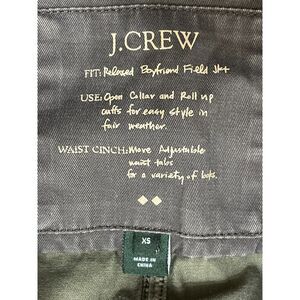 J.CREW
FIT: Relaxed Boyfriend Field Jkt
USE: Open Collar and Roll up
cuffs for easy style in
fair weather.
WAIST CINCH: More Adjustable
waist tabs
for a variety of looks.
XS
MADE IN
CHINA